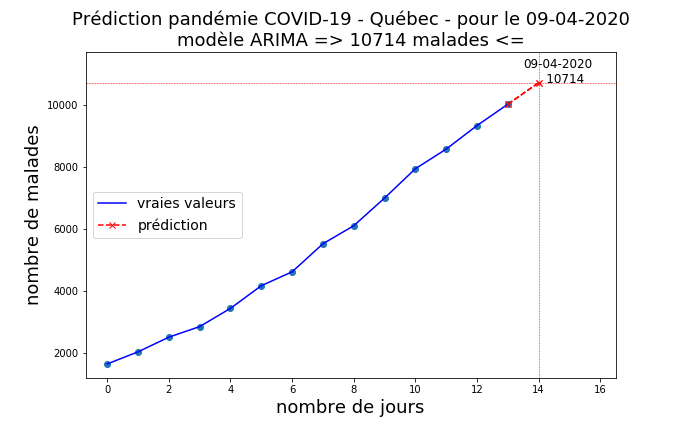 Prédiction pandémie COVID-19 - Québec - pour le 09-04-2020
modèle ARIMA => 10714 malades <=
09-04-2020
10714
10000
8000
6000
4000
2000
nombre de malades
vraies valeurs
prédiction
0 2 4 6 8 10 12 14 16
nombre de jours